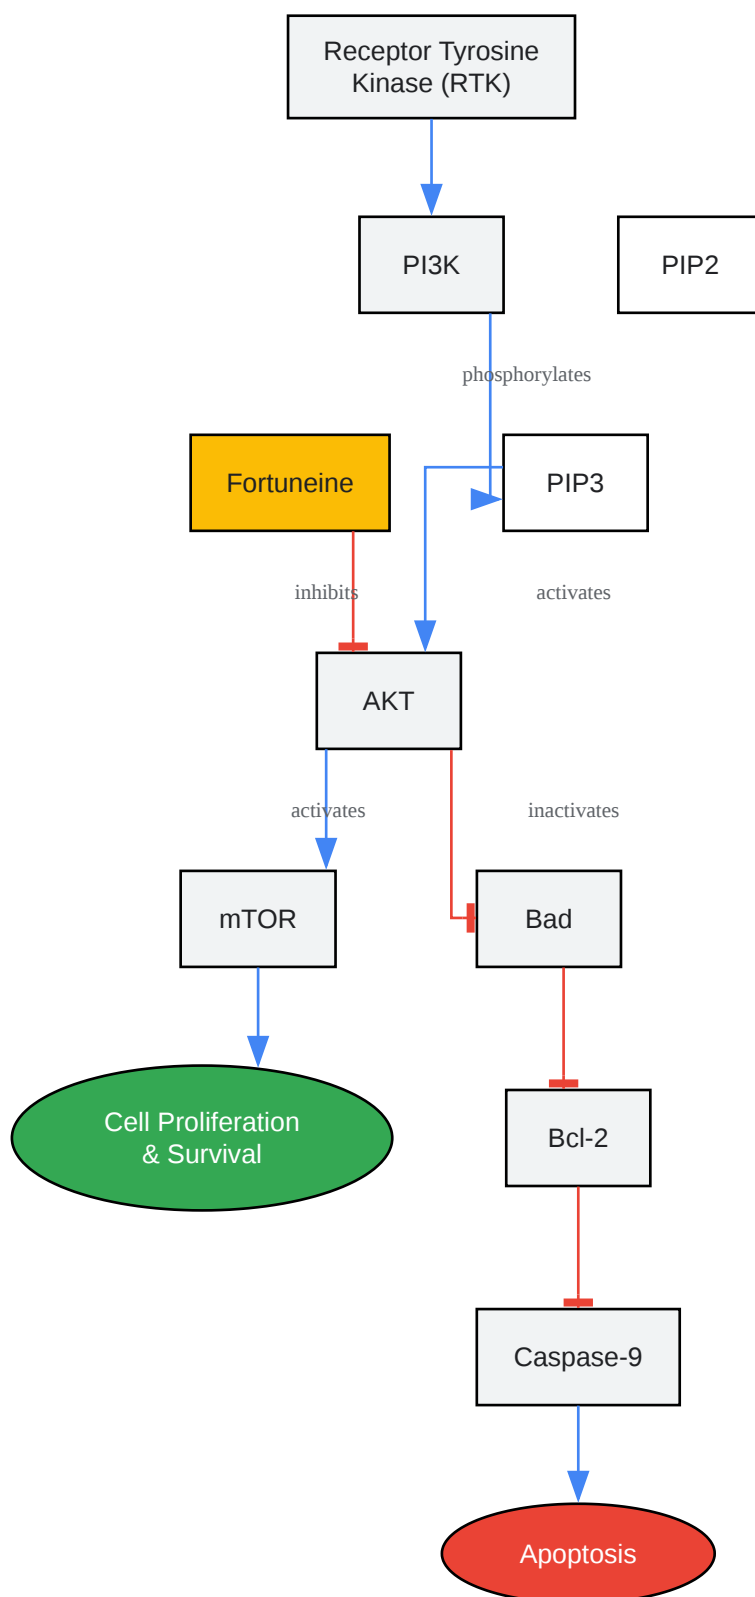 Receptor Tyrosine
Kinase (RTK)
PI3K
PIP2
phosphorylates
Fortuneine
PIP3
inhibits
activates
AKT
activates
inactivates
mTOR
Bad
Cell Proliferation
& Survival
Bcl-2
Caspase-9
Apoptosis